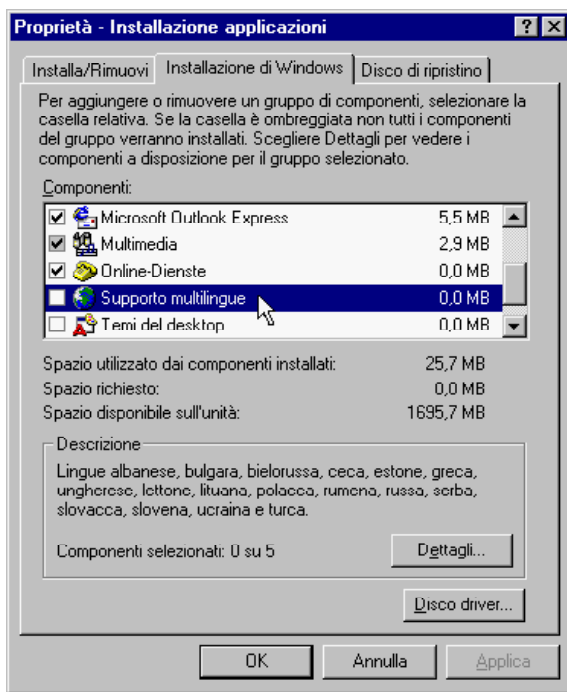 Proprietà - Installazione applicazioni
Installa/Rimuovi Installazione di Windows Disco di ripristino
Per aggiungere o rimuovere un gruppo di componenti, selezionare la
casella relativa. Se la casella è ombreggiata non tutti i componenti
del gruppo verranno installati. Scegliere Dettagli per vedere i
componenti a disposizione per il gruppo selezionato.
Componenti:
Microsoft Outlook Express 5,5 MB
Multimedia 2,9 MB
Online-Dienste 0,0 MB
Supporto multilingue 0,0 MB
Temi del desktop 0,0 MB
Spazio utilizzato dai componenti installati: 25,7 MB
Spazio richiesto: 0,0 MB
Spazio disponibile sull'unità: 1695,7 MB
Descrizione
Lingue albanese, bulgara, bielorussa, ceca, estone, greca,
ungherese, lettone, lituana, polacca, rumena, russa, serba,
slovacca, slovena, ucraina e turca.
Componenti selezionati: 0 su 5 Dettagli...
Disco driver...
OK Annulla Applica